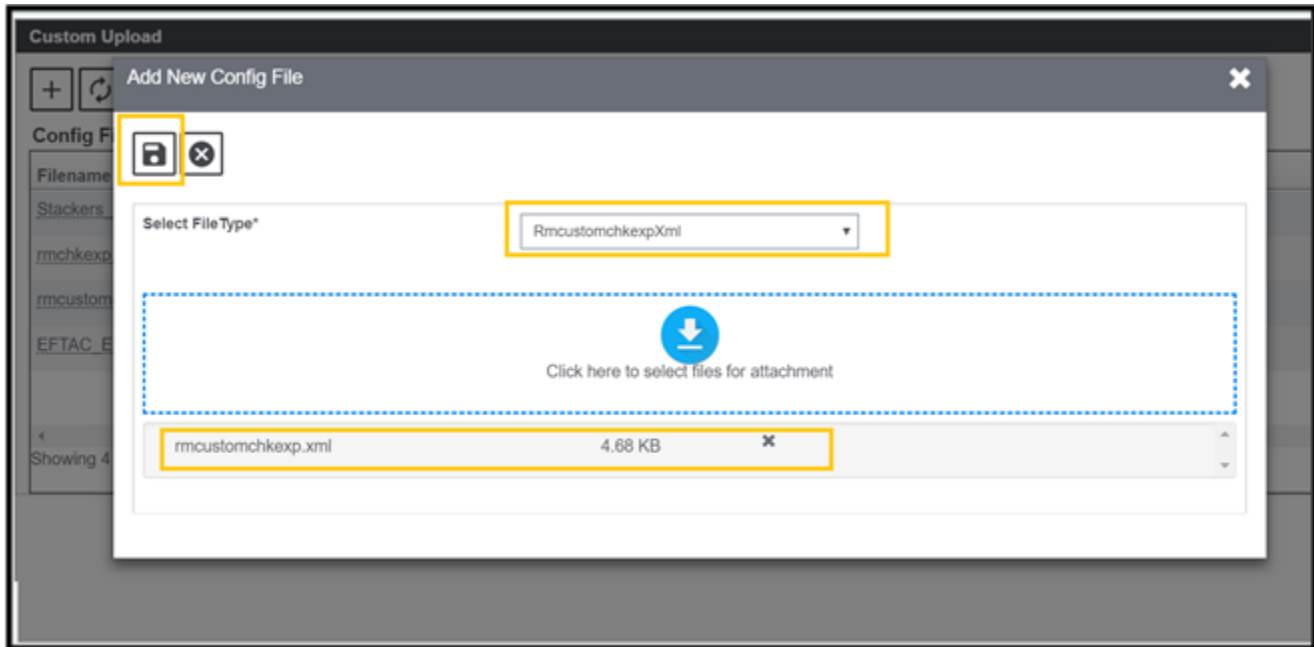 Custom Upload
Add New Config File
Config Fi
Filename
Stackers_
Select FileType*
RmcustomchkexpXml
rmchkexp
rmcustom
EFTAC_E
Click here to select files for attachment
rmcustomchkexp.xml 4.68 KB
Showing 4